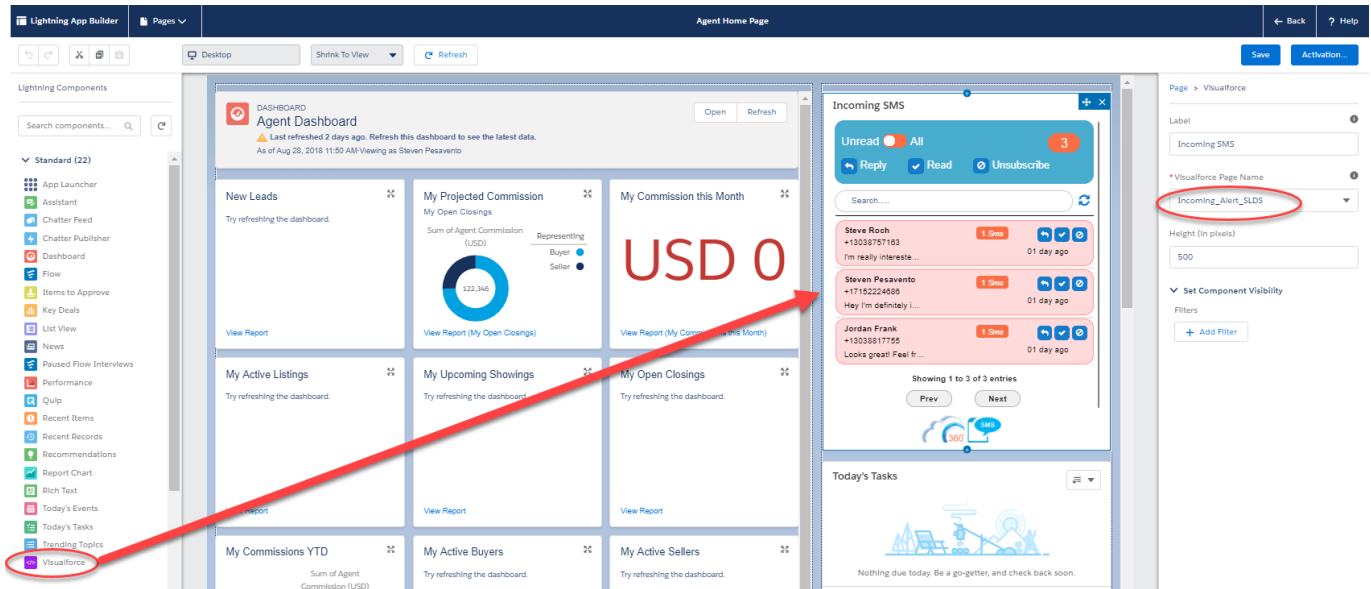 Lightning App Builder
Pages
Agent Home Page
Back
? Help
Desktop
Shrink To View
Refresh
Save
Activation...
Lightning Components
Search components...
Standard (22)
App Launcher
Assistant
Chatter Feed
Chatter Publisher
Dashboard
Flow
Items to Approve
Key Deals
List View
News
Paused Flow Interviews
Performance
Quip
Recent Items
Recent Records
Recommendations
Report Chart
Rich Text
Today's Events
Today's Tasks
Trending Topics
Visualforce
DASHBOARD
Agent Dashboard
Last refreshed 2 days ago. Refresh this dashboard to see the latest data.
As of Aug 28, 2018 11:50 AM·Viewing as Steven Pesavento
Open
Refresh
New Leads
Try refreshing the dashboard.
View Report
My Projected Commission
My Open Closings
Sum of Agent Commission
(USD)
Representing
Buyer
Seller
122,346
View Report (My Open Closings)
My Commission this Month
USD 0
View Report (My Commissions this Month)
My Active Listings
Try refreshing the dashboard.
View Report
My Upcoming Showings
Try refreshing the dashboard.
View Report
My Open Closings
Try refreshing the dashboard.
View Report
My Commissions YTD
Sum of Agent
Commission (USD)
My Active Buyers
Try refreshing the dashboard.
My Active Sellers
Try refreshing the dashboard.
Incoming SMS
Unread
All
3
Reply
Read
Unsubscribe
Search.....
Steve Roch
+13038757163
I'm really intereste...
1 Sms
01 day ago
Steven Pesavento
+17152224686
Hey I'm definitely i...
1 Sms
01 day ago
Jordan Frank
+13038817755
Looks great! Feel fr...
1 Sms
01 day ago
Showing 1 to 3 of 3 entries
Prev
Next
360
SMS
Today's Tasks
Nothing due today. Be a go-getter, and check back soon.
Page > Visualforce
Label
Incoming SMS
*Visualforce Page Name
Incoming_Alert_SLDS
Height (in pixels)
500
Set Component Visibility
Filters
+ Add Filter